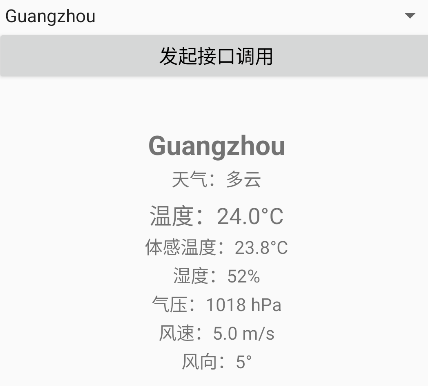 Guangzhou
发起接口调用
Guangzhou
天气：多云
温度：24.0°C
体感温度：23.8°C
湿度：52%
气压：1018 hPa
风速：5.0 m/s
风向：5°